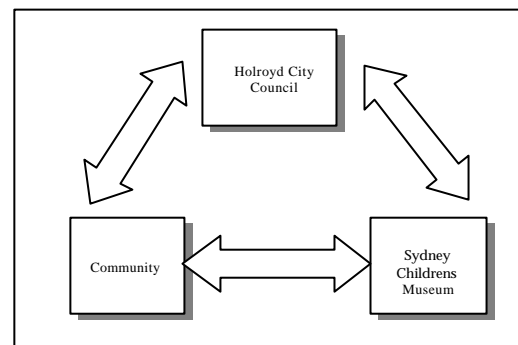 Holroyd City
Council
Community
Sydney
Childrens
Museum